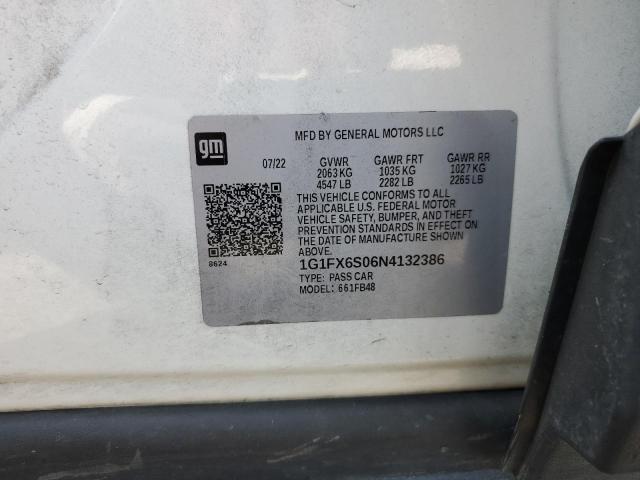 MFD BY GENERAL MOTORS LLC
gm
07/22 GVWR GAWR FRT GAWR RR
2063 KG 1035 KG 1027 KG
4547 LB 2282 LB 2265 LB
THIS VEHICLE CONFORMS TO ALL
APPLICABLE U.S. FEDERAL MOTOR
VEHICLE SAFETY, BUMPER, AND THEFT
PREVENTION STANDARDS IN EFFECT ON
THE DATE OF MANUFACTURE SHOWN
ABOVE.
8624
1G1FX6S06N4132386
TYPE: PASS CAR
MODEL: 661FB48